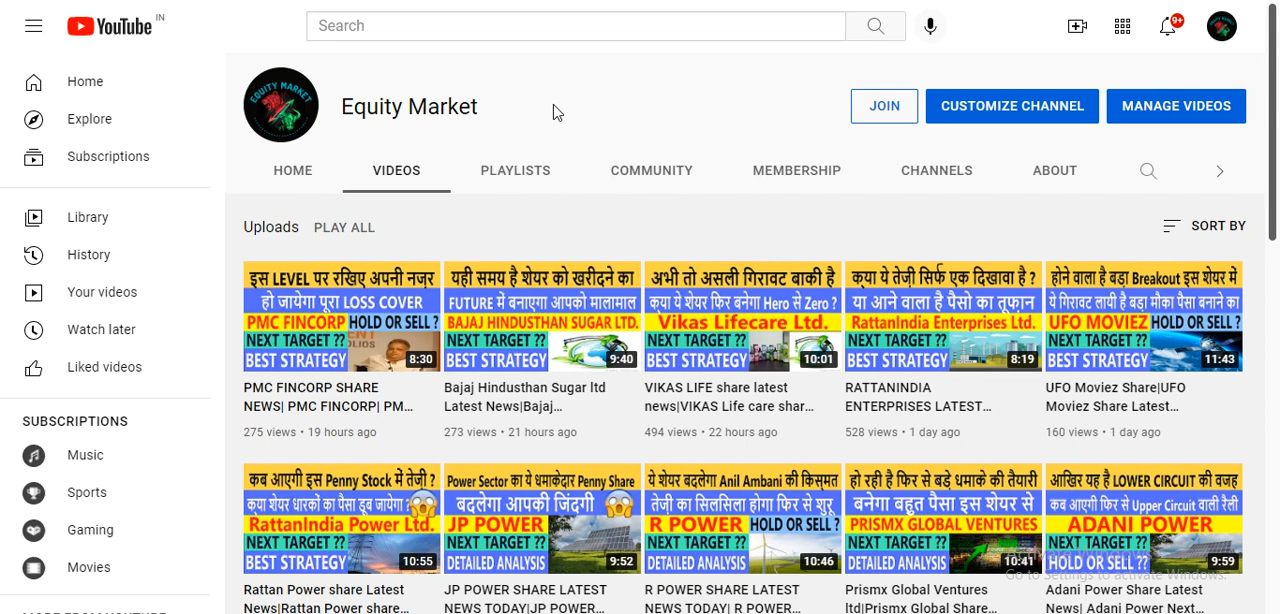 YouTube IN
Search
9+
Home
Explore
Subscriptions
Library
History
Your videos
Watch later
Liked videos
SUBSCRIPTIONS
Music
Sports
Gaming
Movies
EQUITY MARKET
Equity Market
JOIN
CUSTOMIZE CHANNEL
MANAGE VIDEOS
HOME VIDEOS PLAYLISTS COMMUNITY MEMBERSHIP CHANNELS ABOUT
Uploads PLAY ALL
SORT BY
इस LEVEL पर रखिए अपनी नज़र
हो जायेगा पूरा LOSS COVER
PMC FINCORP HOLD OR SELL ?
NEXT TARGET ??
BEST STRATEGY
8:30
PMC FINCORP SHARE
NEWS| PMC FINCORP| PM...
275 views • 19 hours ago
यही समय है शेयर को खरीदने का
FUTURE में बनाएगा आपको मालामाल
BAJAJ HINDUSTHAN SUGAR LTD.
NEXT TARGET ??
BEST STRATEGY
9:40
Bajaj Hindusthan Sugar ltd
Latest News|Bajaj...
273 views • 21 hours ago
अभी तो असली गिरावट बाकी है
क्या ये शेयर फिर बनेगा Hero से Zero ?
Vikas Lifecare Ltd.
NEXT TARGET ??
BEST STRATEGY
10:01
VIKAS LIFE share latest
news|VIKAS Life care shar...
494 views • 22 hours ago
क्या ये तेज़ी सिर्फ एक दिखावा है ?
या आने वाला है पैसो का तूफ़ान
RattanIndia Enterprises Ltd.
NEXT TARGET ??
BEST STRATEGY
8:19
RATTANINDIA
ENTERPRISES LATEST...
528 views • 1 day ago
होने वाला है बड़ा Breakout इस शेयर में
ये गिरावट लायी है बड़ा मौका पैसा बनाने का
UFO MOVIEZ HOLD OR SELL ?
NEXT TARGET ??
BEST STRATEGY
11:43
UFO Moviez Share|UFO
Moviez Share Latest...
160 views • 1 day ago
कब आएगी इस Penny Stock में तेजी ?
क्या शेयर धारकों का पैसा डूब जायेगा ?
RattanIndia Power Ltd.
NEXT TARGET ??
BEST STRATEGY
10:55
Rattan Power share Latest
News|Rattan Power share...
Power Sector का ये धमाकेदार Penny Share
बदलेगा आपकी जिंदगी
JP POWER
NEXT TARGET ??
DETAILED ANALYSIS
9:52
JP POWER SHARE LATEST
NEWS TODAY|JP POWER...
ये शेयर बदलेगा Anil Ambani की किस्मत
तेज़ी का सिलसिला होगा फिर से शुरू
R POWER HOLD OR SELL ?
NEXT TARGET ??
DETAILED ANALYSIS
10:46
R POWER SHARE LATEST
NEWS TODAY| R POWER...
हो रही है फिर से बड़े धमाके की तैयारी
बनेगा बहुत पैसा इस शेयर से
PRISMX GLOBAL VENTURES
NEXT TARGET ??
DETAILED ANALYSIS
10:41
Prismx Global Ventures
ltd|Prismx Global Share...
आखिर यह है LOWER CIRCUIT की वजह
कब आएगी फिर से Upper Circuit वाली रैली
ADANI POWER
NEXT TARGET ??
HOLD OR SELL ??
9:59
Adani Power Share Latest
News| Adani Power Next...
Go to Settings to activate Windows.